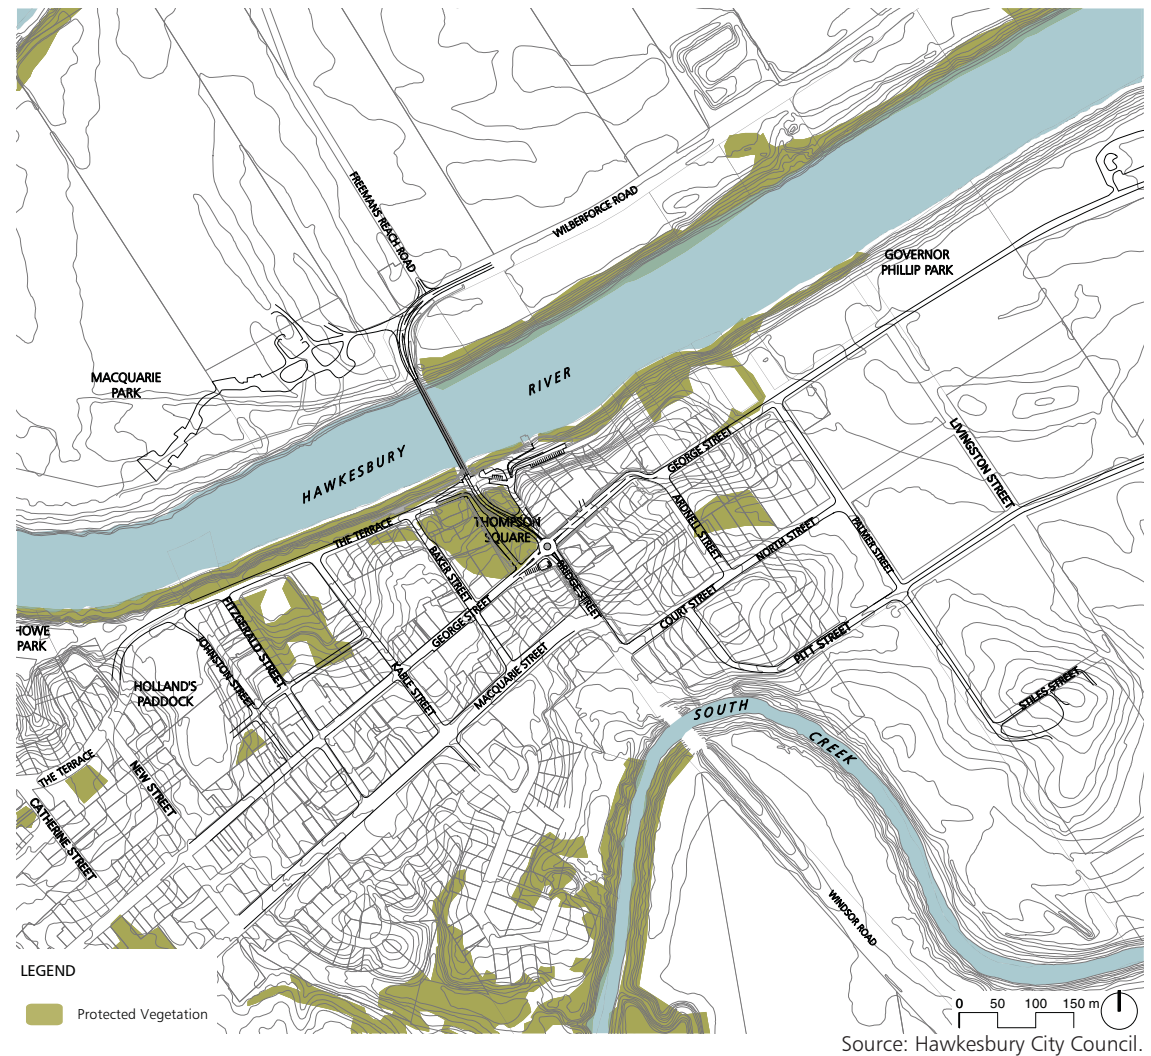 FREEMANS REACH ROAD
WILBERFORCE ROAD
GOVERNOR
PHILLIP PARK
MACQUARIE
PARK
RIVER
HAWKESBURY
GEORGE STREET
LIVINGSTON STREET
THE TERRACE
THOMPSON
SQUARE
ARDNELL STREET
NORTH STREET
PALMER STREET
BAKER STREET
BRIDGE STREET
COURT STREET
GEORGE STREET
FITZGERALD STREET
JOHNSTON STREET
HOWE
PARK
PITT STREET
MACQUARIE STREET
KABLE STREET
HOLLAND'S
PADDOCK
STILES STREET
SOUTH
CREEK
THE TERRACE
NEW STREET
CATHERINE STREET
WINDSOR ROAD
LEGEND
Protected Vegetation
0 50 100 150 m
Source: Hawkesbury City Council.